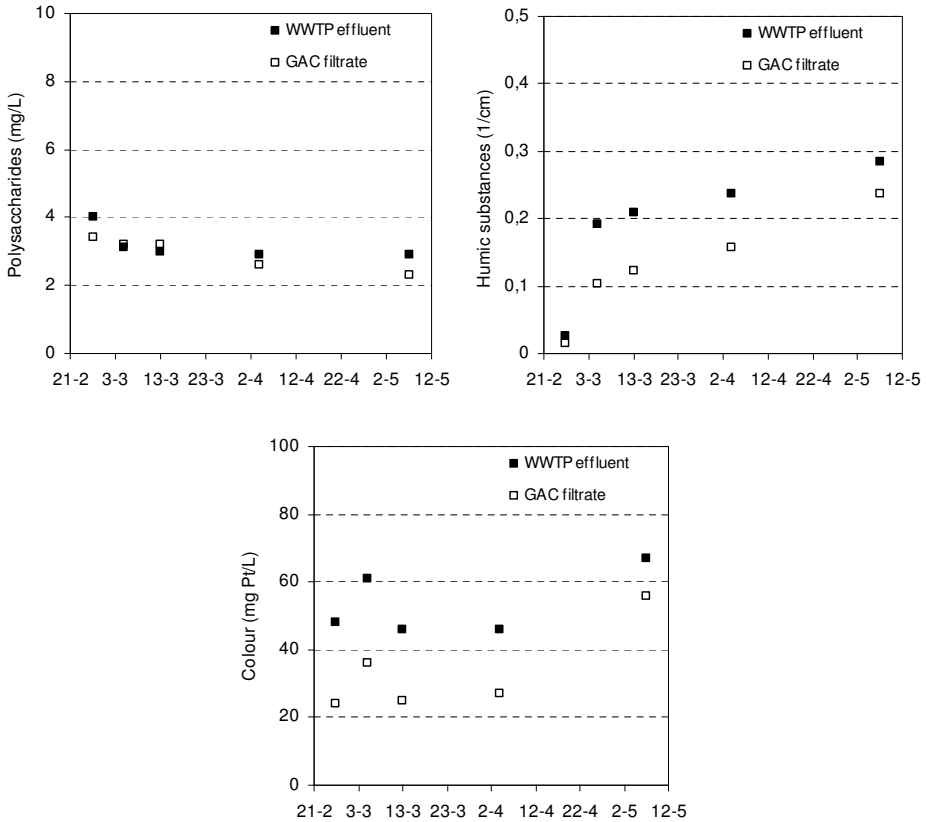 10
8
6
4
2
0
Polysaccharides (mg/L)
WWTP effluent
GAC filtrate
21-2 3-3 13-3 23-3 2-4 12-4 22-4 2-5 12-5
0,5
0,4
0,3
0,2
0,1
0
Humic substances (1/cm)
WWTP effluent
GAC filtrate
21-2 3-3 13-3 23-3 2-4 12-4 22-4 2-5 12-5
100
80
60
40
20
0
Colour (mg Pt/L)
WWTP effluent
GAC filtrate
21-2 3-3 13-3 23-3 2-4 12-4 22-4 2-5 12-5